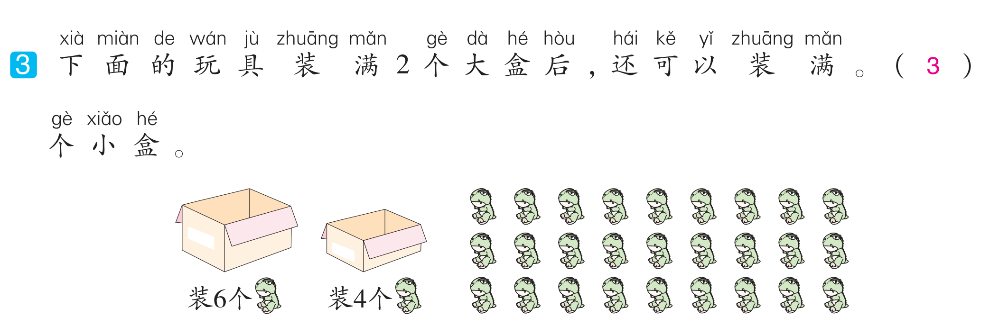 xià miàn de wán jù zhuāng mǎn gè dà hé hòu hái kě yǐ zhuāng mǎn
3 下面的玩具装满2个大盒后，还可以装满。（ 3 ）
gè xiǎo hé
个小盒。
装6个 装4个